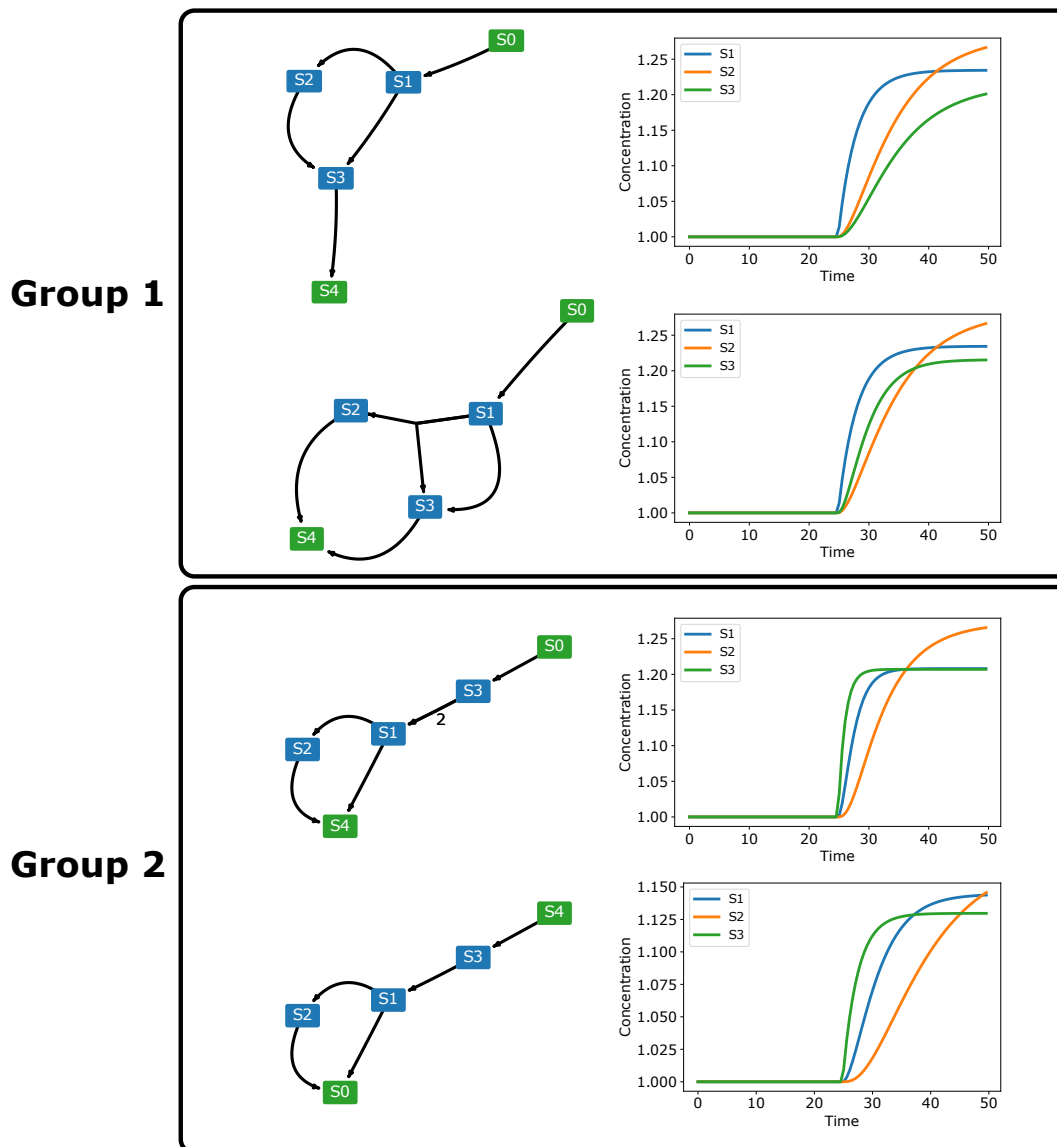 Group 1
S0
S2
S1
S3
S4
S1
S2
S3
Concentration
1.25
1.20
1.15
1.10
1.05
1.00
0 10 20 30 40 50
Time
S0
S2
S1
S3
S4
S1
S2
S3
Concentration
1.25
1.20
1.15
1.10
1.05
1.00
0 10 20 30 40 50
Time
Group 2
S0
S3
2
S1
S2
S4
S1
S2
S3
Concentration
1.25
1.20
1.15
1.10
1.05
1.00
0 10 20 30 40 50
Time
S4
S3
S1
S2
S0
S1
S2
S3
Concentration
1.150
1.125
1.100
1.075
1.050
1.025
1.000
0 10 20 30 40 50
Time